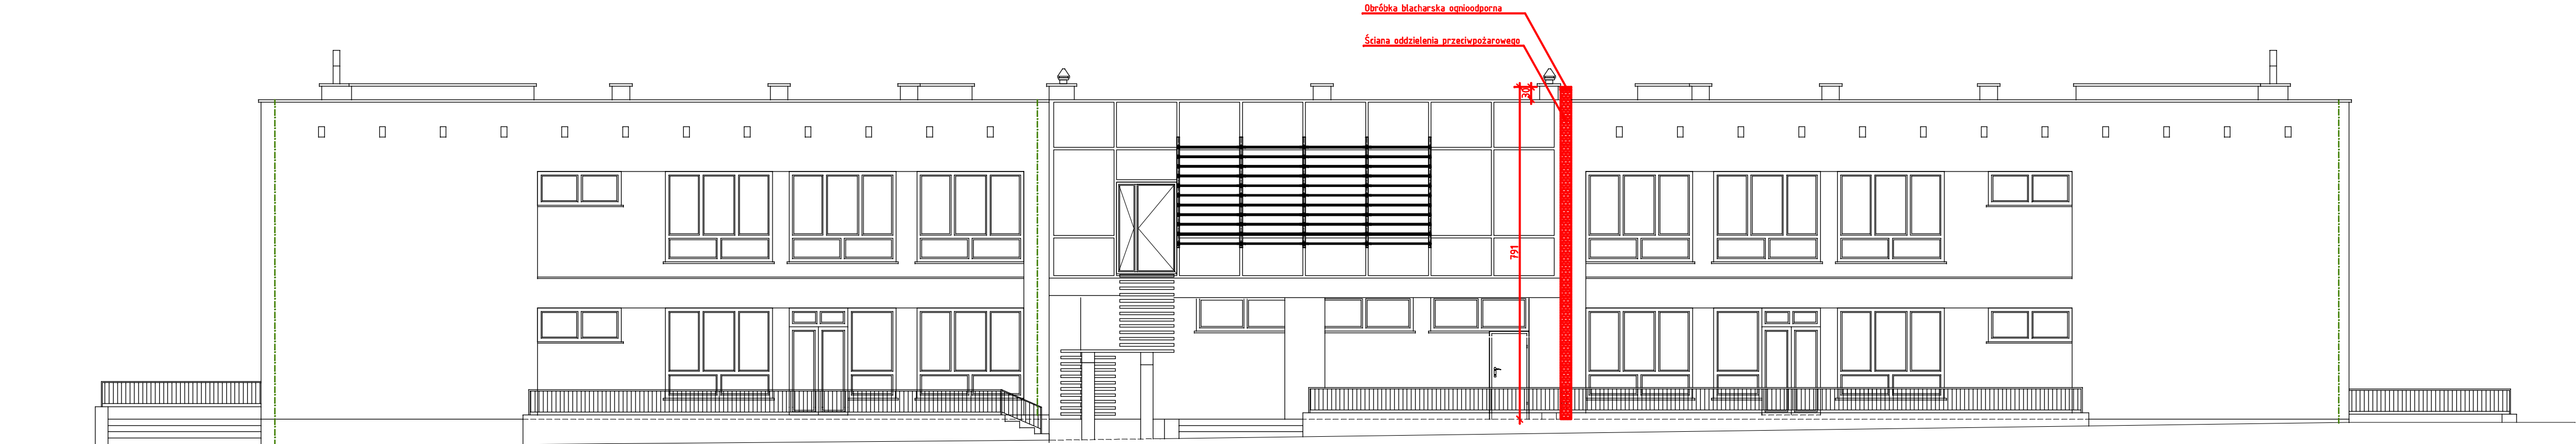 Obróbka blacharska ognioodporna
Ściana oddzielenia przeciwpożarowego
30
791